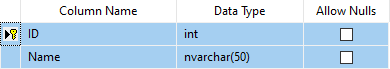 Column Name Data Type Allow Nulls
ID int
Name nvarchar(50)